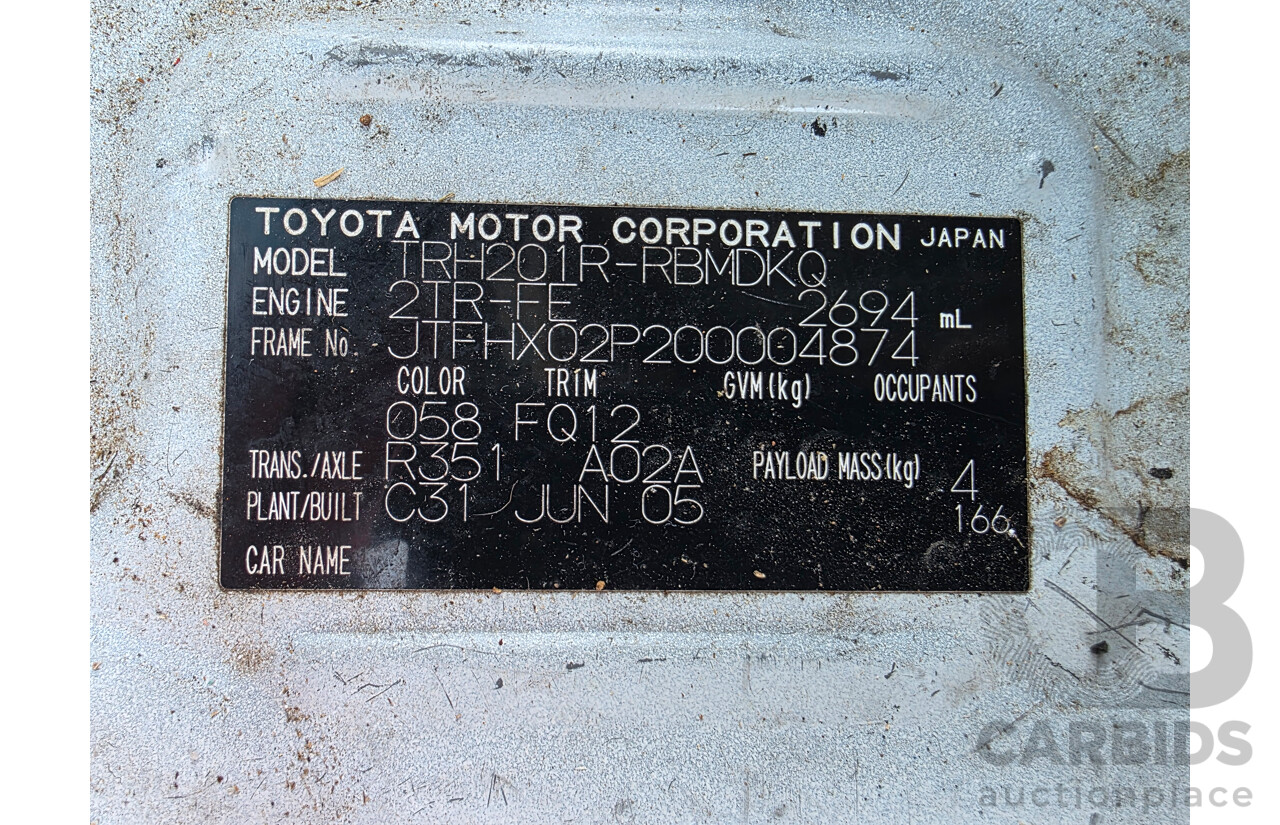 TOYOTA MOTOR CORPORATION JAPAN
MODEL TRH201R-RBMDKQ
ENGINE 2TR-FE 2694 mL
FRAME No. JTFHX02P200004874
COLOR TRIM GVM(kg) OCCUPANTS
058 FQ12
TRANS./AXLE R351 A02A PAYLOAD MASS(kg) 4
PLANT/BUILT C31 JUN 05 166
CAR NAME
CARBIDS
auctionplace